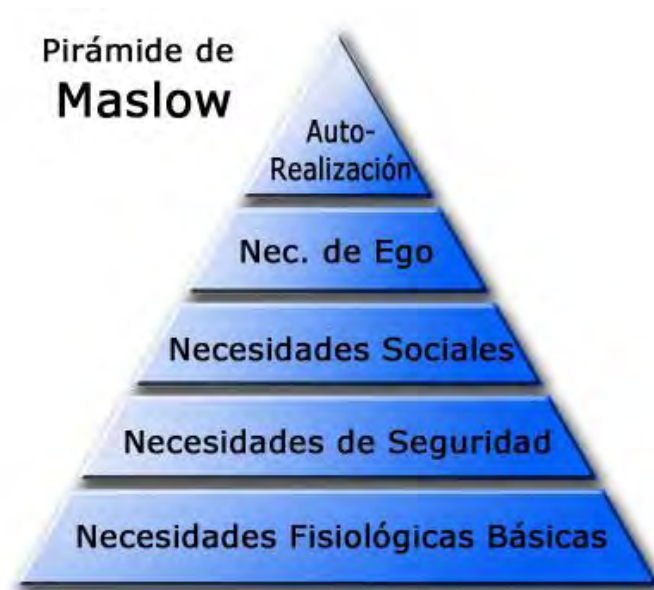 Pirámide de
Maslow
Auto-
Realización
Nec. de Ego
Necesidades Sociales
Necesidades de Seguridad
Necesidades Fisiológicas Básicas